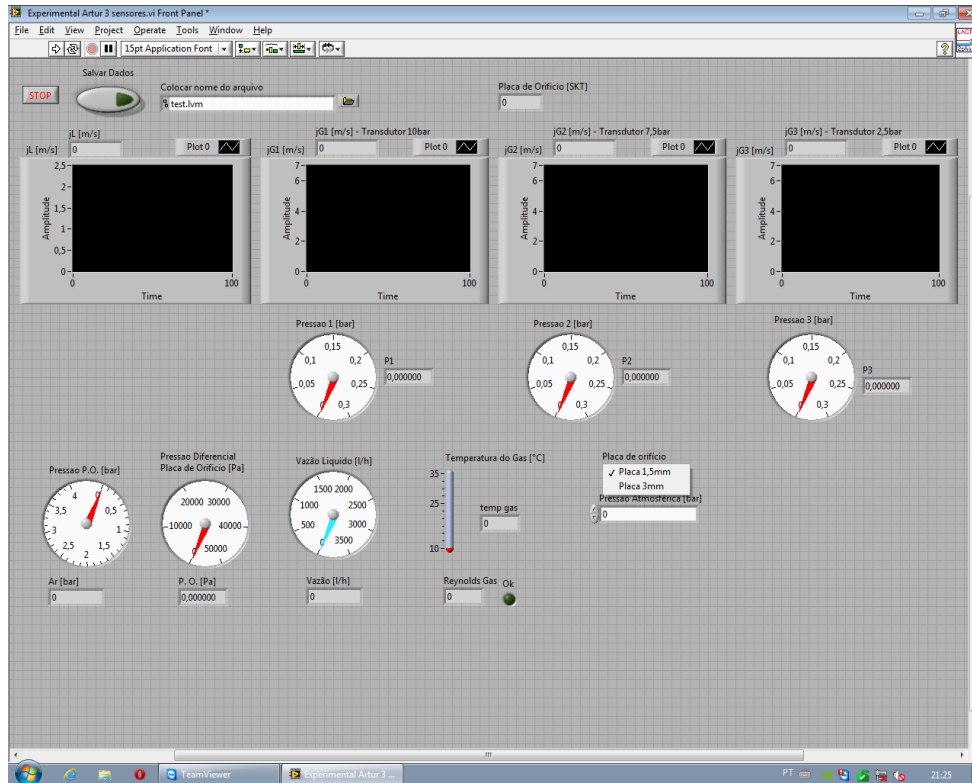 Experimental Artur 3 sensores.vi Front Panel *
File Edit View Project Operate Tools Window Help
15pt Application Font
Salvar Dados
STOP
Colocar nome do arquivo
test.lvm
Placa de Orificio [SKT]
0
jL [m/s]
jL [m/s] 0 Plot 0
2,5
2
1,5
1
0,5
0
Amplitude
0 100
Time
jG1 [m/s] - Transdutor 10bar
jG1 [m/s] 0 Plot 0
7
6
4
2
0
Amplitude
0 100
Time
jG2 [m/s] - Transdutor 7,5bar
jG2 [m/s] 0 Plot 0
7
6
4
2
0
Amplitude
0 100
Time
jG3 [m/s] - Transdutor 2,5bar
jG3 [m/s] 0 Plot 0
7
6
4
2
0
Amplitude
0 100
Time
Pressao 1 [bar]
0 0,05 0,1 0,15 0,2 0,25 0,3
P1
0,000000
Pressao 2 [bar]
0 0,05 0,1 0,15 0,2 0,25 0,3
P2
0,000000
Pressao 3 [bar]
0 0,05 0,1 0,15 0,2 0,25 0,3
P3
0,000000
Pressao P.O. [bar]
0 0,5 1 1,5 2 2,5 3 3,5 4
Ar [bar]
0
Pressao Diferencial
Placa de Orificio [Pa]
0 10000 20000 30000 40000 50000
P. O. [Pa]
0,000000
Vazão Liquido [l/h]
0 500 1000 1500 2000 2500 3000 3500
Vazão [l/h]
0
Temperatura do Gas [°C]
35
25
10
temp gas
0
Reynolds Gas Ok
0
Placa de orifício
✓ Placa 1,5mm
Placa 3mm
Pressao Atmosférica [bar]
0
TeamViewer
Experimental Artur 3 ...
PT
21:25